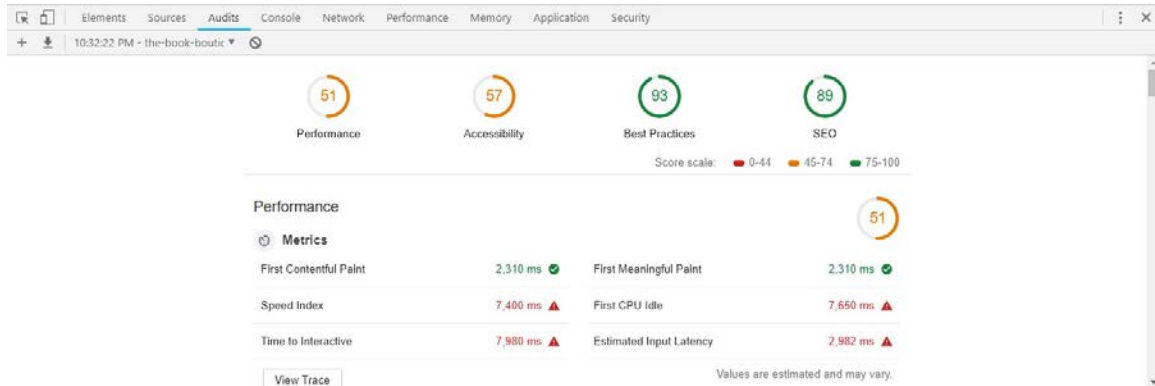 Elements Sources Audits Console Network Performance Memory Application Security
10:32:22 PM - the-book-boutic
51 57 93 89
Performance Accessibility Best Practices SEO
Score scale: 0-44 45-74 75-100
Performance 51
Metrics
First Contentful Paint 2,310 ms First Meaningful Paint 2,310 ms
Speed Index 7,400 ms First CPU Idle 7,650 ms
Time to Interactive 7,980 ms Estimated Input Latency 2,982 ms
View Trace Values are estimated and may vary.